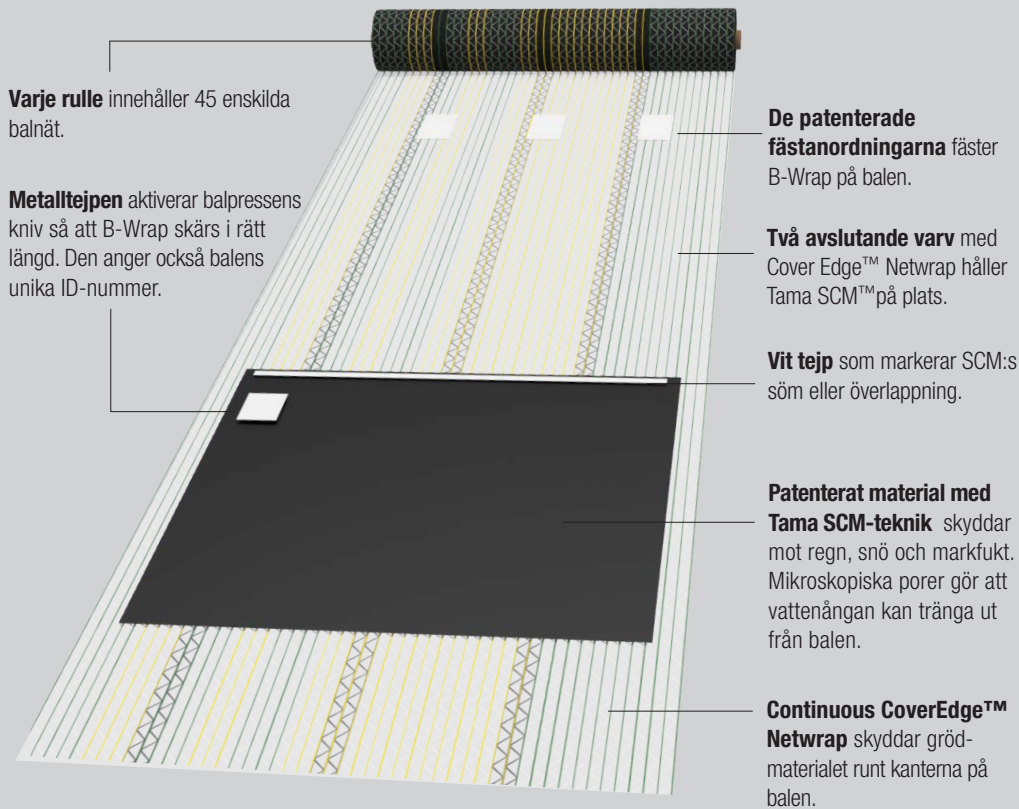 Varje rulle innehåller 45 enskilda
balnät.
Metalltejpen aktiverar balpressens
kniv så att B-Wrap skärs i rätt
längd. Den anger också balens
unika ID-nummer.
De patenterade
fästanordningarna fäster
B-Wrap på balen.
Två avslutande varv med
Cover Edge™ Netwrap håller
Tama SCM™på plats.
Vit tejp som markerar SCM:s
söm eller överlappning.
Patenterat material med
Tama SCM-teknik skyddar
mot regn, snö och markfukt.
Mikroskopiska porer gör att
vattenångan kan tränga ut
från balen.
Continuous CoverEdge™
Netwrap skyddar gröd-
materialet runt kanterna på
balen.